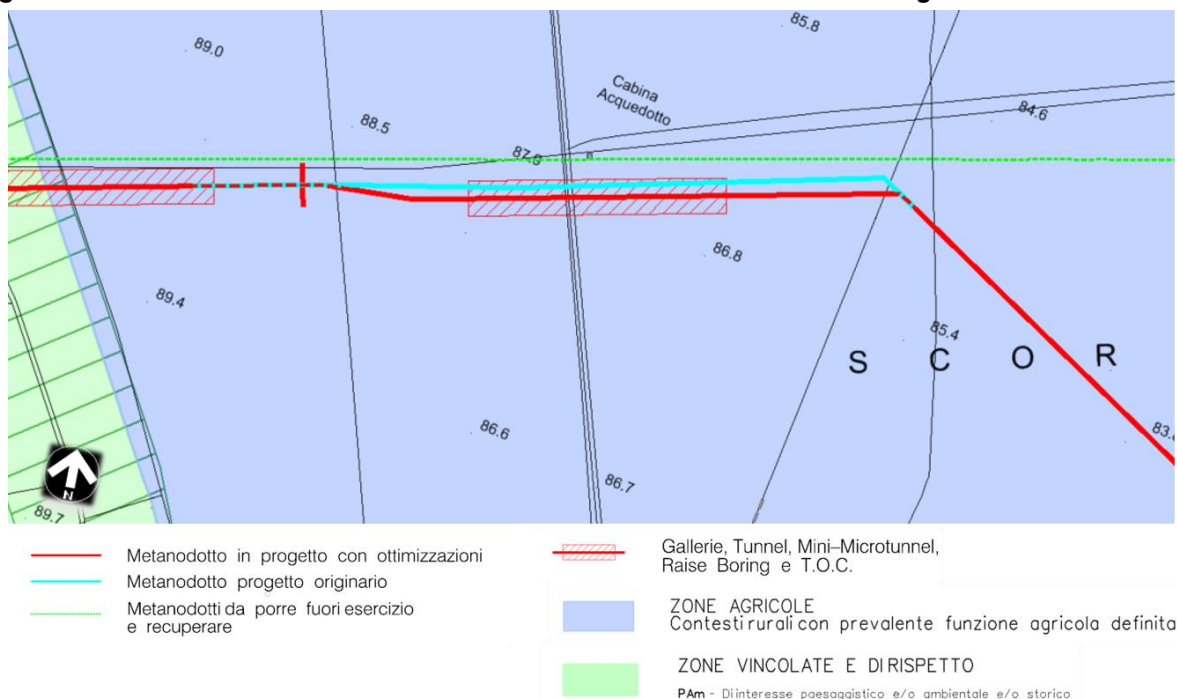 85.8
89.0
Cabina
Acquedotto
84.6
88.5
87.9
86.8
89.4
85.4
S C O R
86.6
83.
86.7
N
89.7
Metanodotto in progetto con ottimizzazioni
Metanodotto progetto originario
Metanodotti da porre fuori esercizio
e recuperare
Gallerie, Tunnel, Mini–Microtunnel,
Raise Boring e T.O.C.
ZONE AGRICOLE
Contesti rurali con prevalente funzione agricola definita
ZONE VINCOLATE E DI RISPETTO
PAm - Di interesse paesaggistico e/o ambientale e/o storico